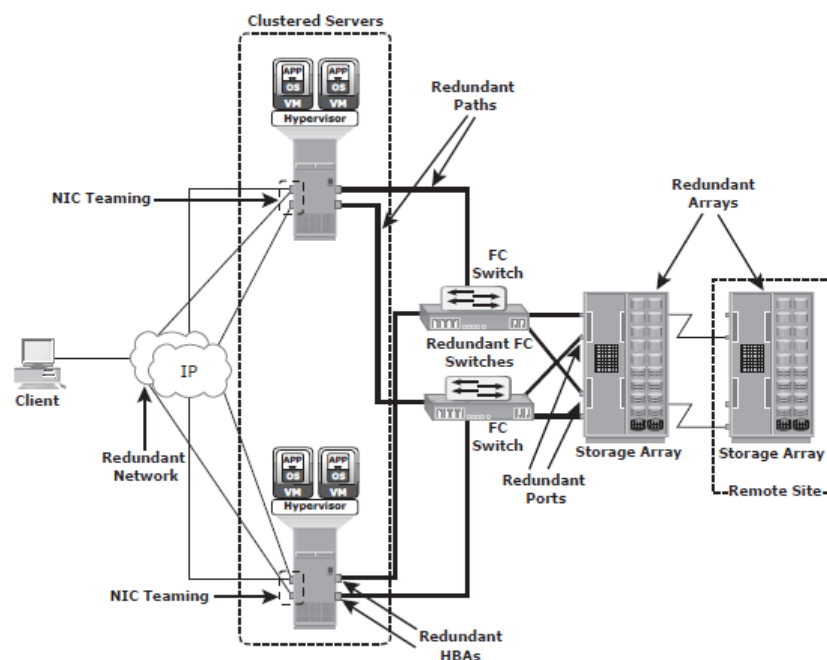 Clustered Servers
APP
OS
VM
APP
OS
VM
Hypervisor
Redundant
Paths
NIC Teaming
Redundant
Arrays
FC
Switch
Redundant FC
Switches
IP
Client
FC
Switch
Redundant
Network
APP
OS
VM
APP
OS
VM
Hypervisor
Redundant
Ports
Storage Array
Storage Array
Remote Site
NIC Teaming
Redundant
HBAs